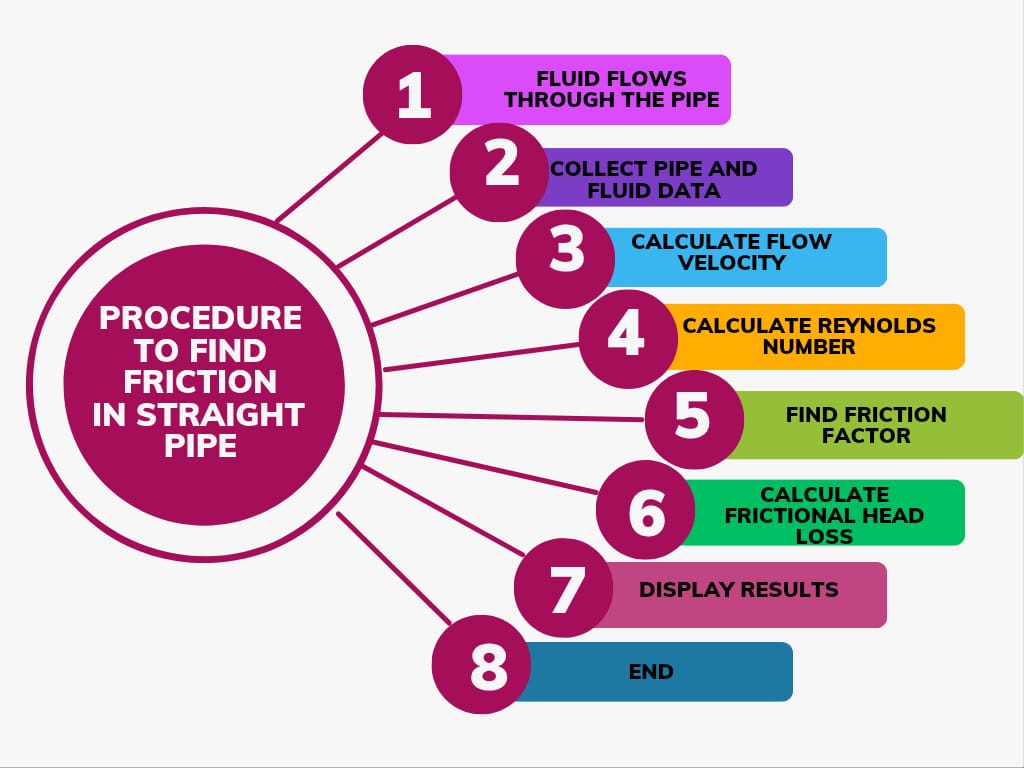 PROCEDURE
TO FIND
FRICTION
IN STRAIGHT
PIPE
1
FLUID FLOWS
THROUGH THE PIPE
2
COLLECT PIPE AND
FLUID DATA
3
CALCULATE FLOW
VELOCITY
4
CALCULATE REYNOLDS
NUMBER
5
FIND FRICTION
FACTOR
6
CALCULATE
FRICTIONAL HEAD
LOSS
7
DISPLAY RESULTS
8
END